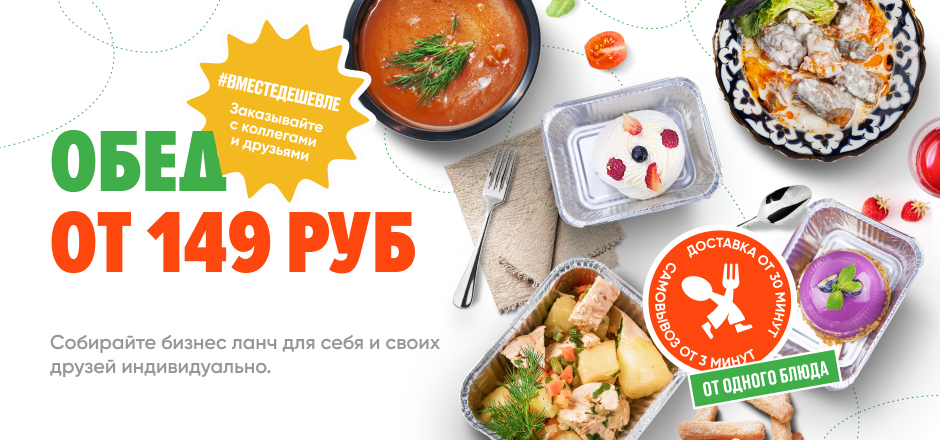 #ВМЕСТЕДЕШЕВЛЕ
Заказывайте
с коллегами
и друзьями
ОБЕД
ОТ 149 РУБ
Собирайте бизнес ланч для себя и своих
друзей индивидуально.
ДОСТАВКА ОТ 30 МИНУТ
САМОВЫВОЗ ОТ 3 МИНУТ
ОТ ОДНОГО БЛЮДА